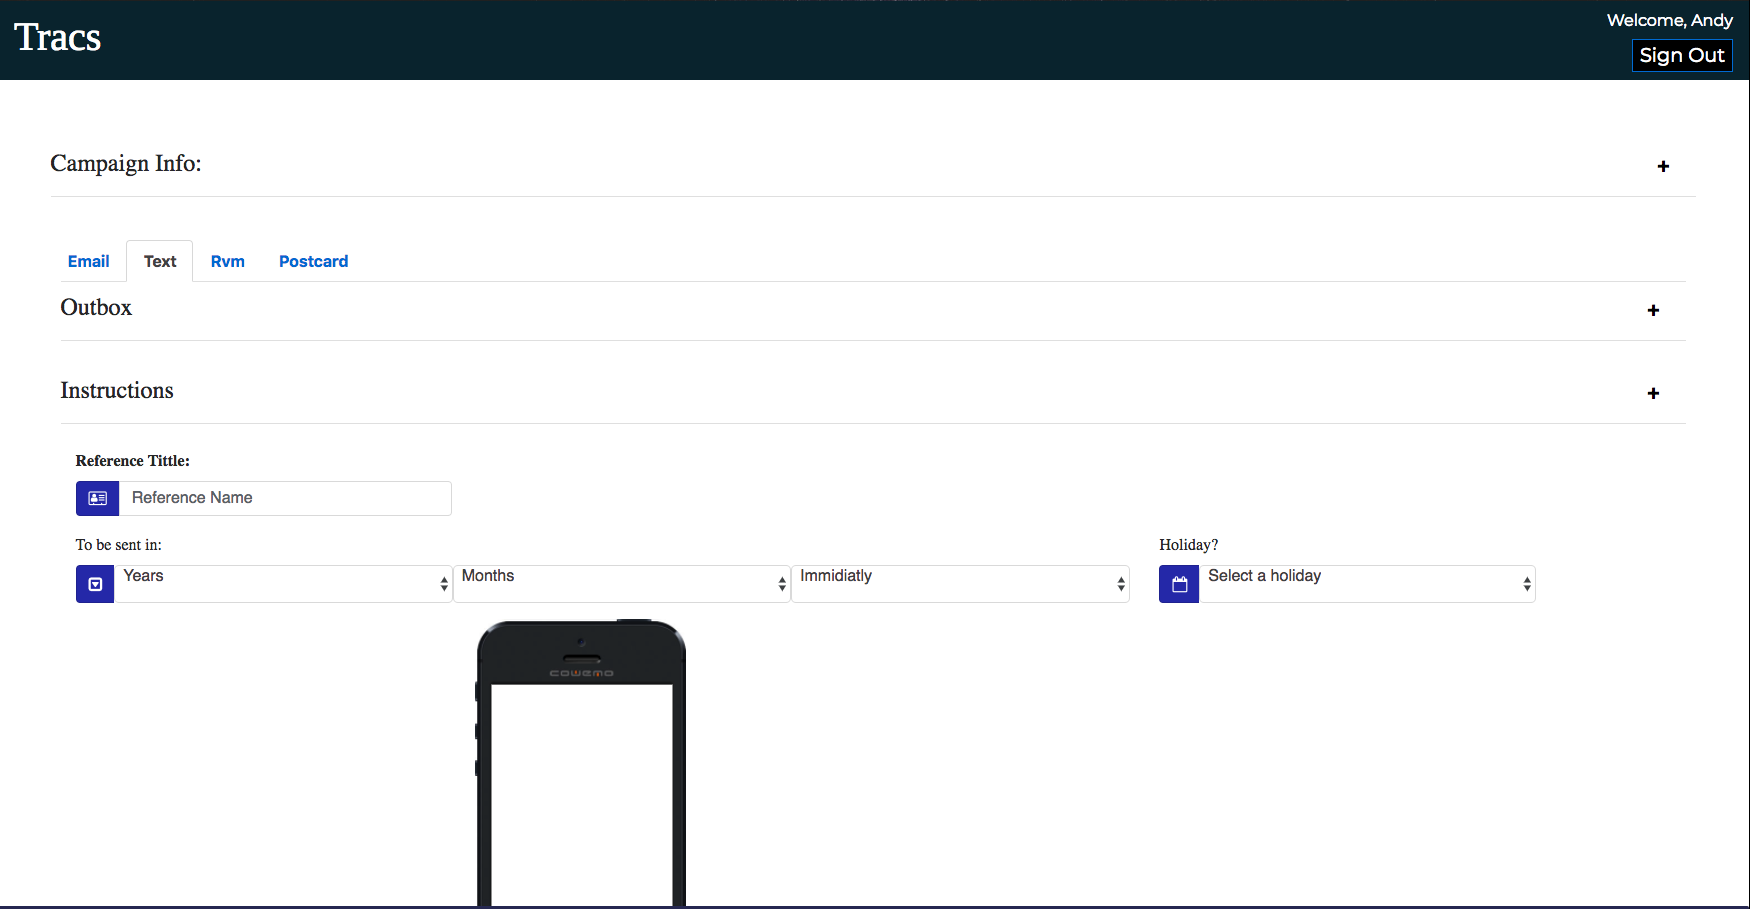 Tracs
Welcome, Andy
Sign Out
Campaign Info:
+
Email Text Rvm Postcard
Outbox
+
Instructions
+
Reference Tittle:
Reference Name
To be sent in:
Holiday?
Years Months Immidiatly Select a holiday
cowemo